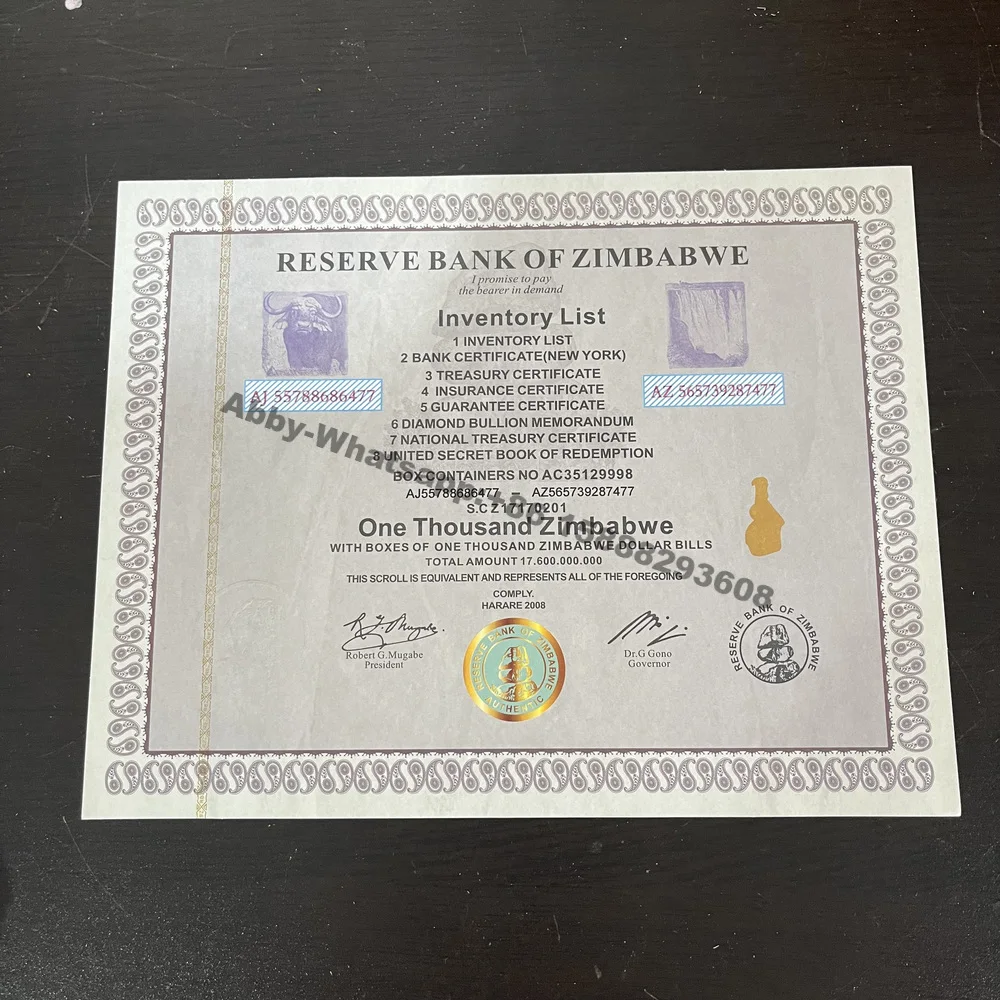 RESERVE BANK OF ZIMBABWE
I promise to pay
the bearer in demand
Inventory List
1 INVENTORY LIST
2 BANK CERTIFICATE(NEW YORK)
3 TREASURY CERTIFICATE
4 INSURANCE CERTIFICATE
5 GUARANTEE CERTIFICATE
6 DIAMOND BULLION MEMORANDUM
7 NATIONAL TREASURY CERTIFICATE
8 UNITED SECRET BOOK OF REDEMPTION
AJ 55788686477
AZ 565739287477
BOX CONTAINERS NO AC35129998
AJ55788686477 - AZ565739287477
S.C Z17170201
One Thousand Zimbabwe
WITH BOXES OF ONE THOUSAND ZIMBABWE DOLLAR BILLS
TOTAL AMOUNT 17.600.000.000
THIS SCROLL IS EQUIVALENT AND REPRESENTS ALL OF THE FOREGOING
COMPLY.
HARARE 2008
Robert G.Mugabe
President
RESERVE BANK OF ZIMBABWE
AUTHENTIC
Dr.G Gono
Governor
RESERVE BANK OF ZIMBABWE
Abby-Whatsapp:+86